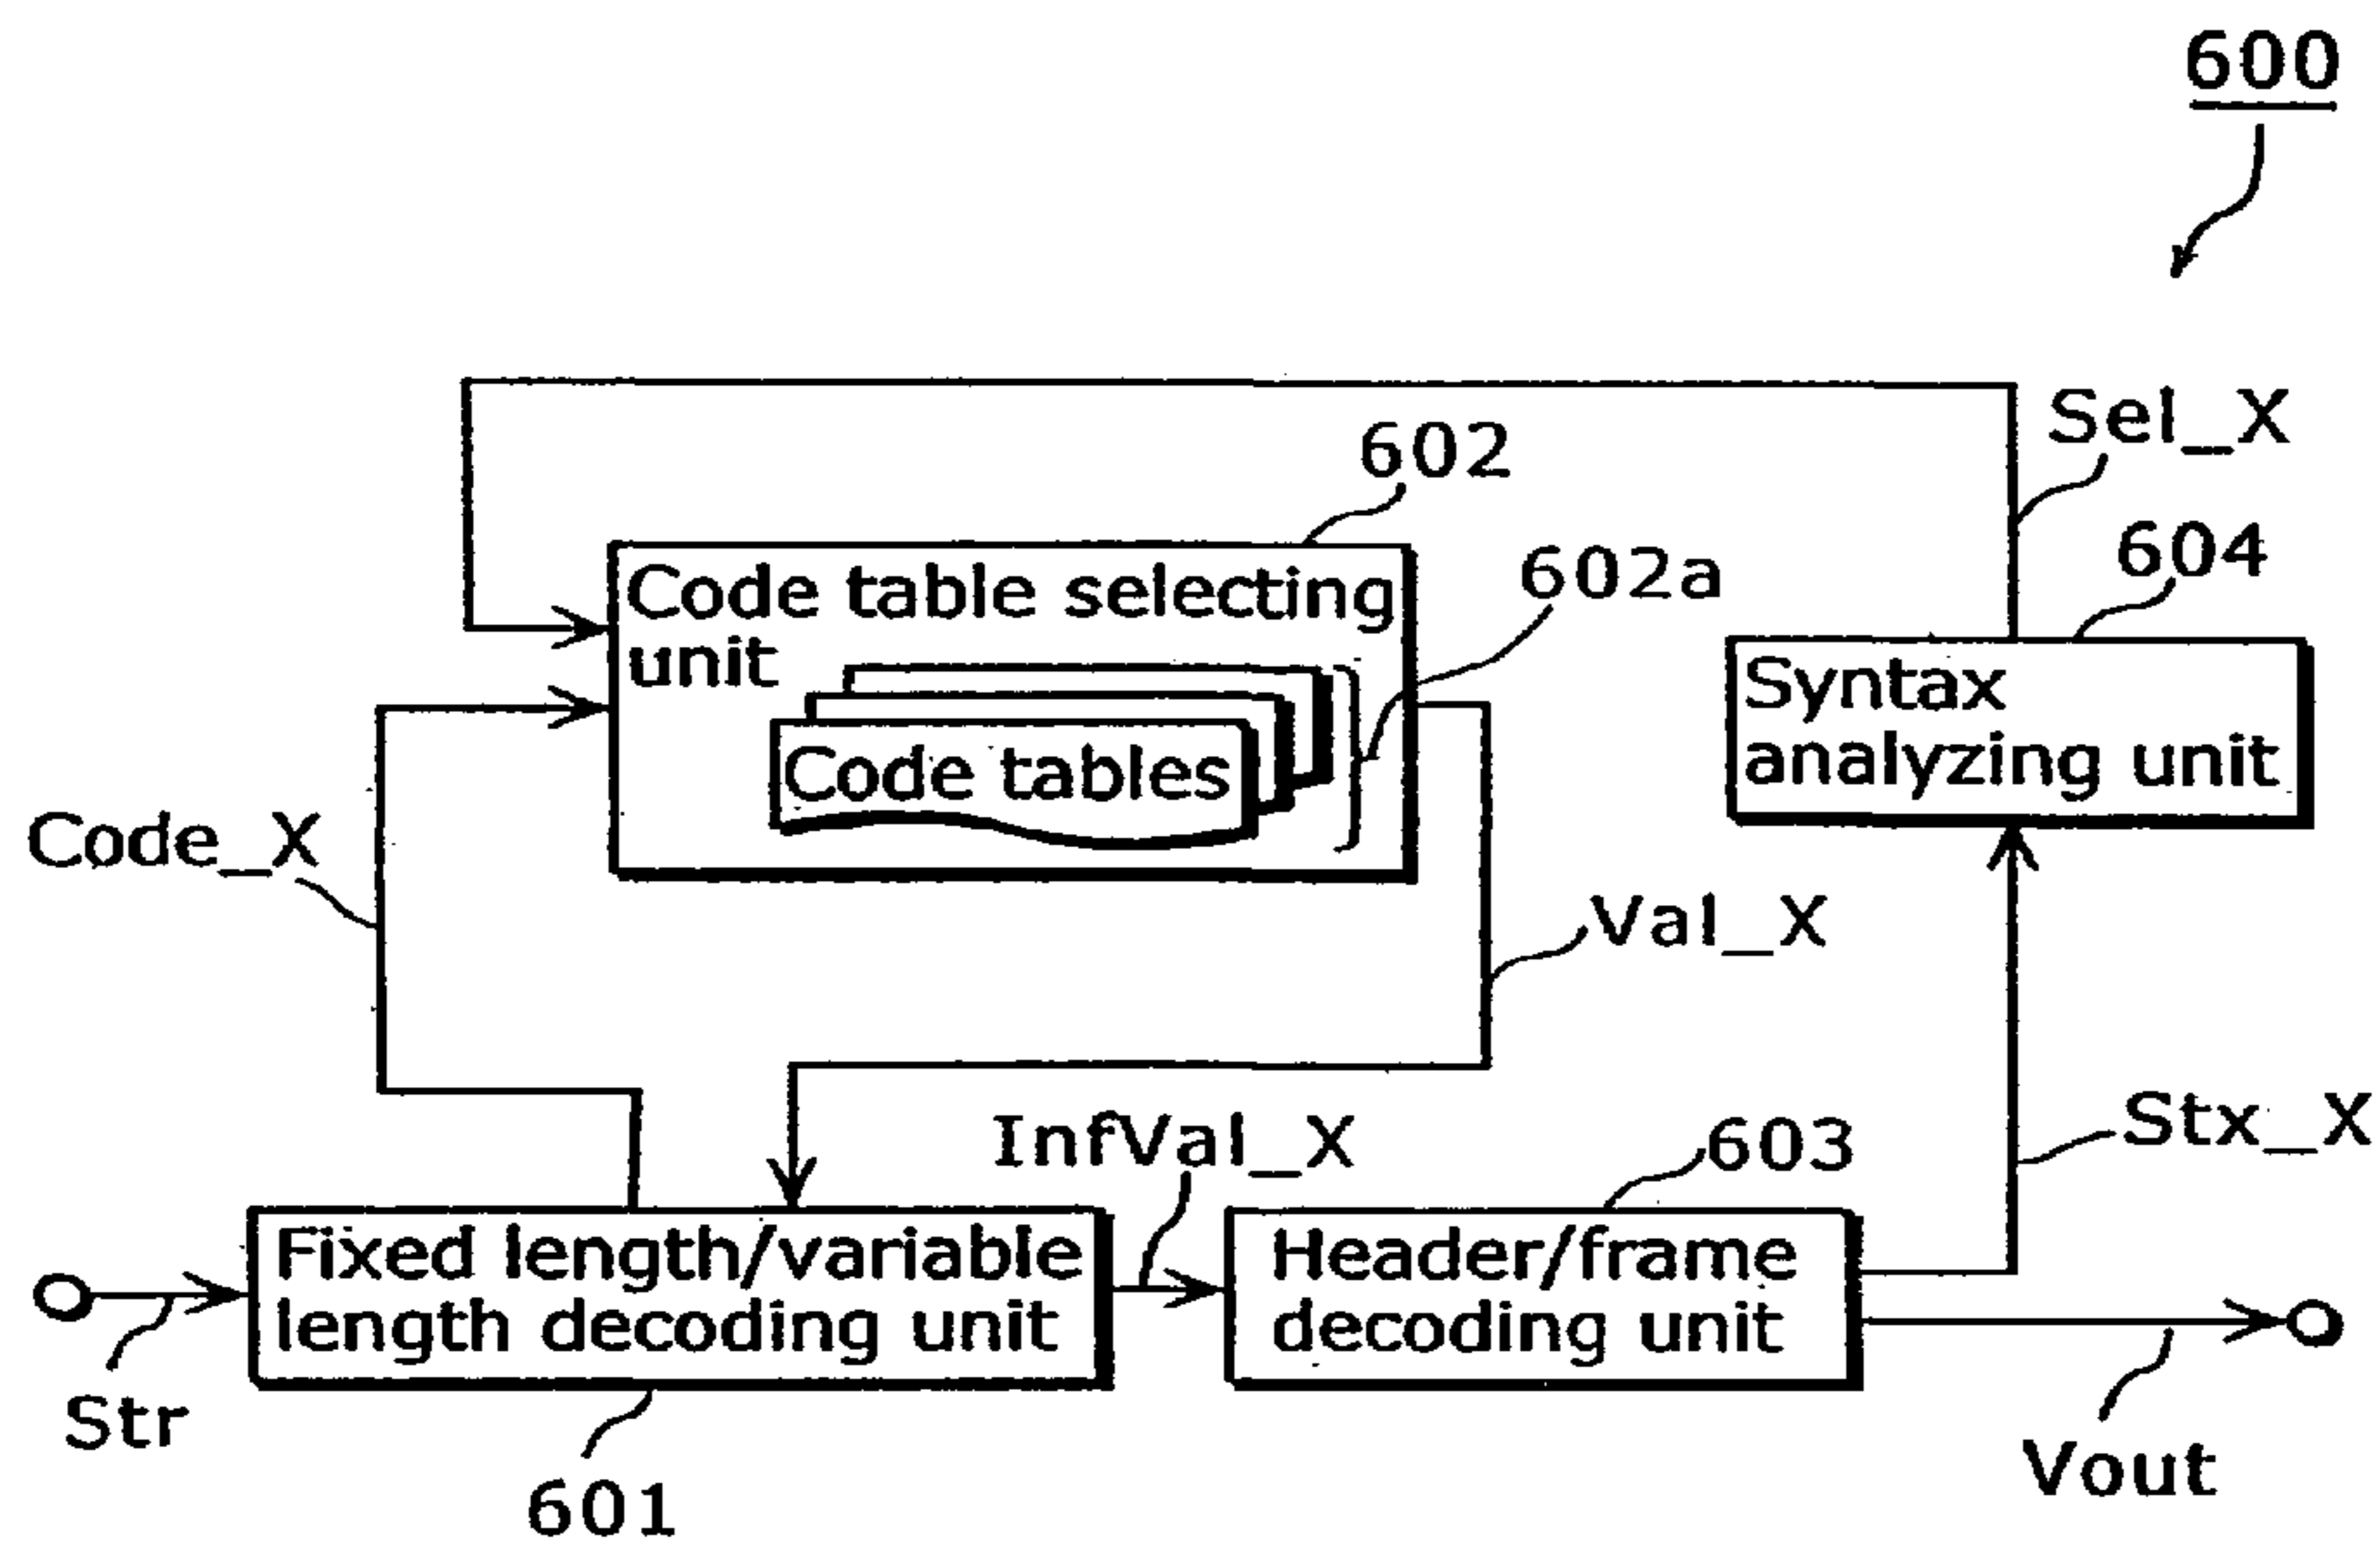 600
Sel_X
602
604
602a
Code table selecting
unit
Code tables
Syntax
analyzing unit
Code_X
Val_X
InfVal_X
603
Stx_X
Fixed length/variable
length decoding unit
Header/frame
decoding unit
Str
601
Vout